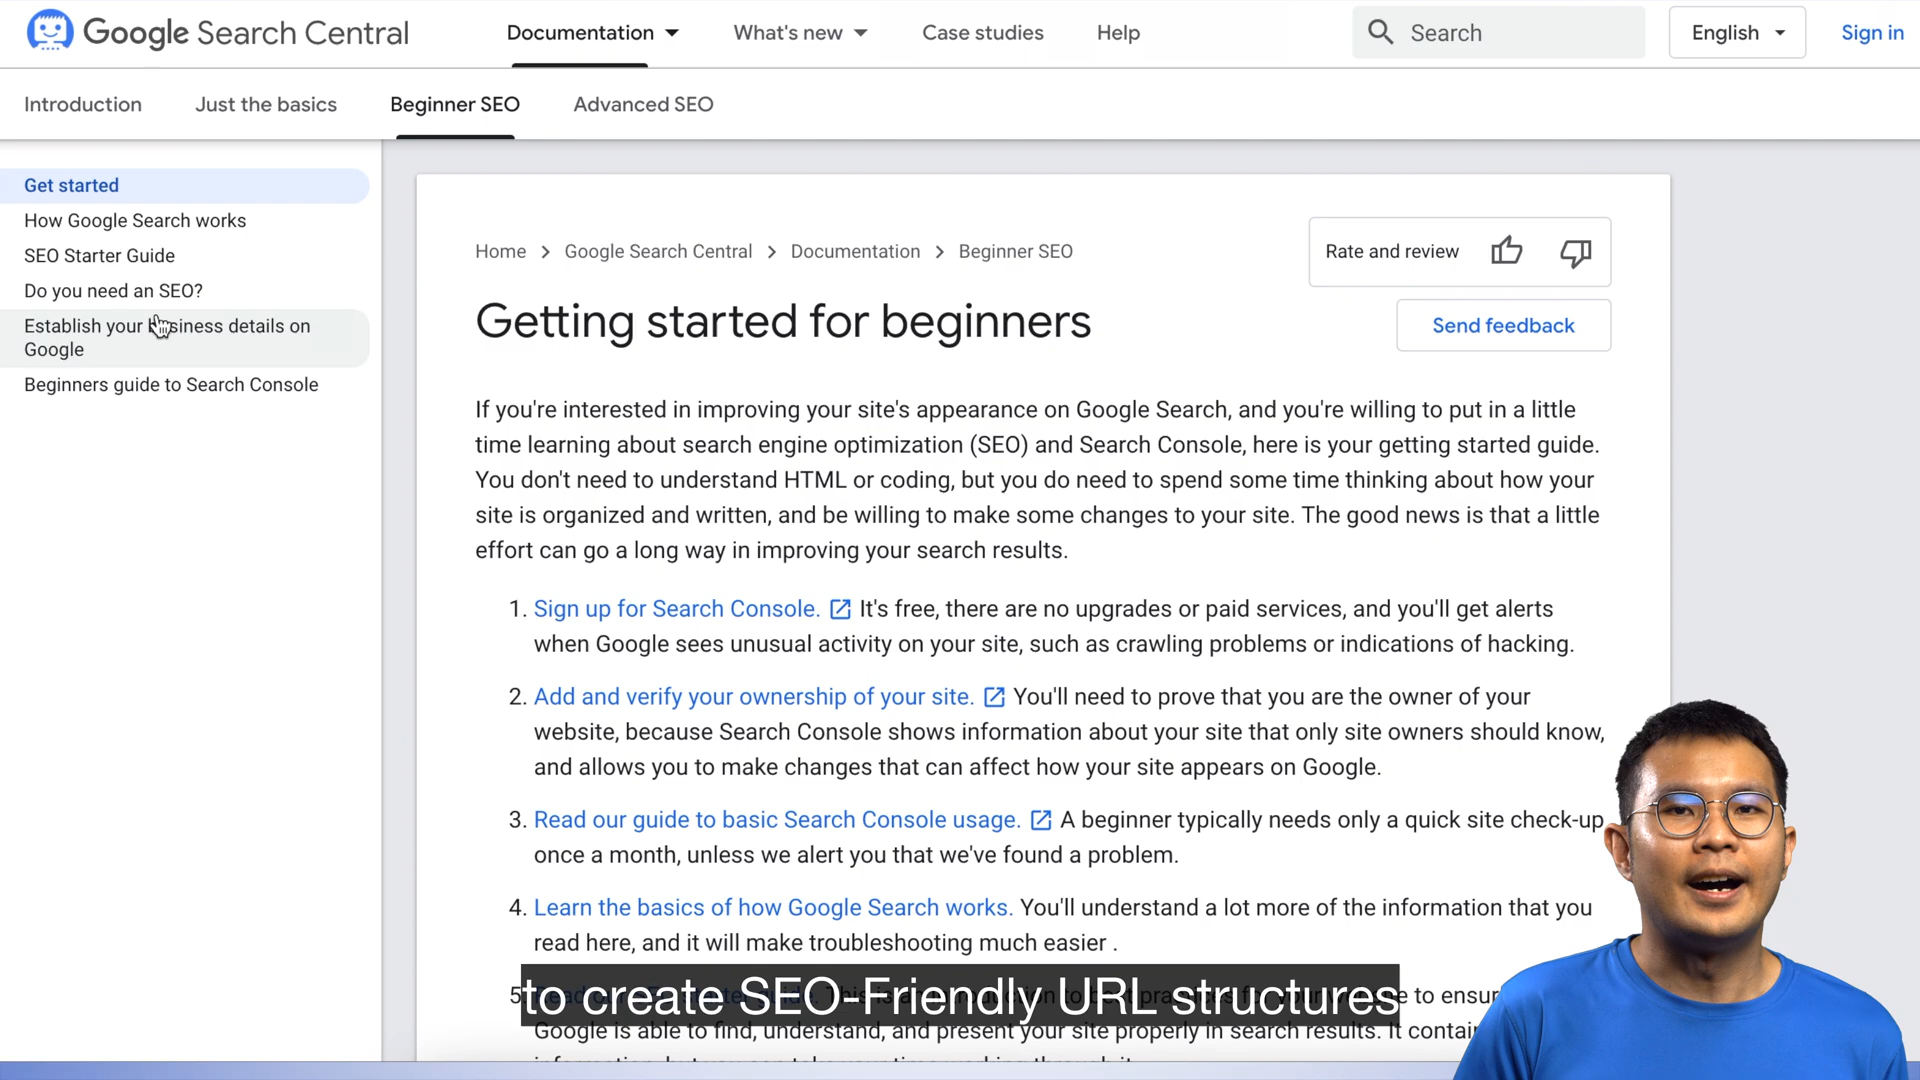 Google Search Central
Documentation
What's new
Case studies
Help
Search
English
Sign in
Introduction
Just the basics
Beginner SEO
Advanced SEO
Get started
How Google Search works
SEO Starter Guide
Do you need an SEO?
Establish your business details on
Google
Beginners guide to Search Console
Home
Google Search Central
Documentation
Beginner SEO
Rate and review
Getting started for beginners
Send feedback
If you're interested in improving your site's appearance on Google Search, and you're willing to put in a little
time learning about search engine optimization (SEO) and Search Console, here is your getting started guide.
You don't need to understand HTML or coding, but you do need to spend some time thinking about how your
site is organized and written, and be willing to make some changes to your site. The good news is that a little
effort can go a long way in improving your search results.
1. Sign up for Search Console. It's free, there are no upgrades or paid services, and you'll get alerts
when Google sees unusual activity on your site, such as crawling problems or indications of hacking.
2. Add and verify your ownership of your site. You'll need to prove that you are the owner of your
website, because Search Console shows information about your site that only site owners should know,
and allows you to make changes that can affect how your site appears on Google.
3. Read our guide to basic Search Console usage. A beginner typically needs only a quick site check-up
once a month, unless we alert you that we've found a problem.
4. Learn the basics of how Google Search works. You'll understand a lot more of the information that you
read here, and it will make troubleshooting much easier .
to create SEO-Friendly URL structures
5. to ensur
Google is able to find, understand, and present your site properly in search results. It contai